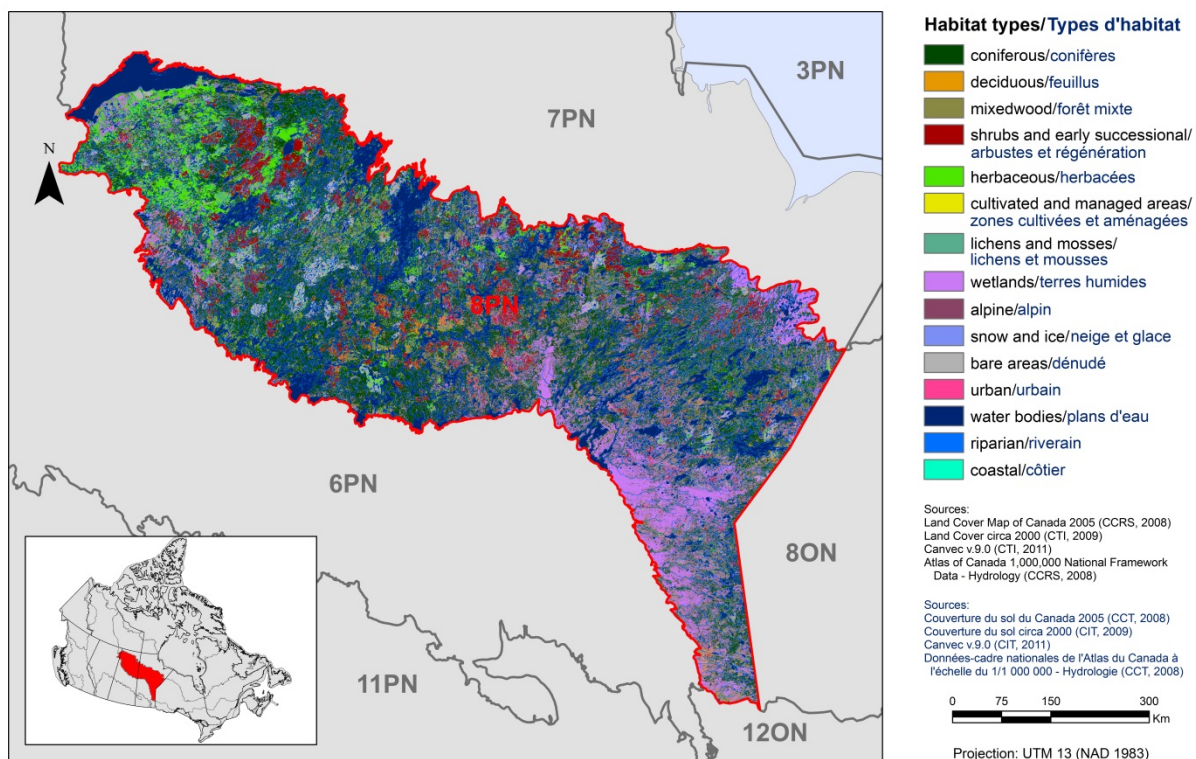 3PN
7PN
N
8PN
6PN
8ON
11PN
12ON
Habitat types/Types d'habitat
coniferous/conifères
deciduous/feuillus
mixedwood/forêt mixte
shrubs and early successional/
arbustes et régénération
herbaceous/herbacées
cultivated and managed areas/
zones cultivées et aménagées
lichens and mosses/
lichens et mousses
wetlands/terres humides
alpine/alpin
snow and ice/neige et glace
bare areas/dénudé
urban/urbain
water bodies/plans d'eau
riparian/riverain
coastal/côtier
Sources:
Land Cover Map of Canada 2005 (CCRS, 2008)
Land Cover circa 2000 (CTI, 2009)
Canvec v.9.0 (CTI, 2011)
Atlas of Canada 1,000,000 National Framework
Data - Hydrology (CCRS, 2008)
Sources:
Couverture du sol du Canada 2005 (CCT, 2008)
Couverture du sol circa 2000 (CIT, 2009)
Canvec v.9.0 (CIT, 2011)
Données-cadre nationales de l'Atlas du Canada à
l'échelle du 1/1 000 000 - Hydrologie (CCT, 2008)
0 75 150 300
Km
Projection: UTM 13 (NAD 1983)